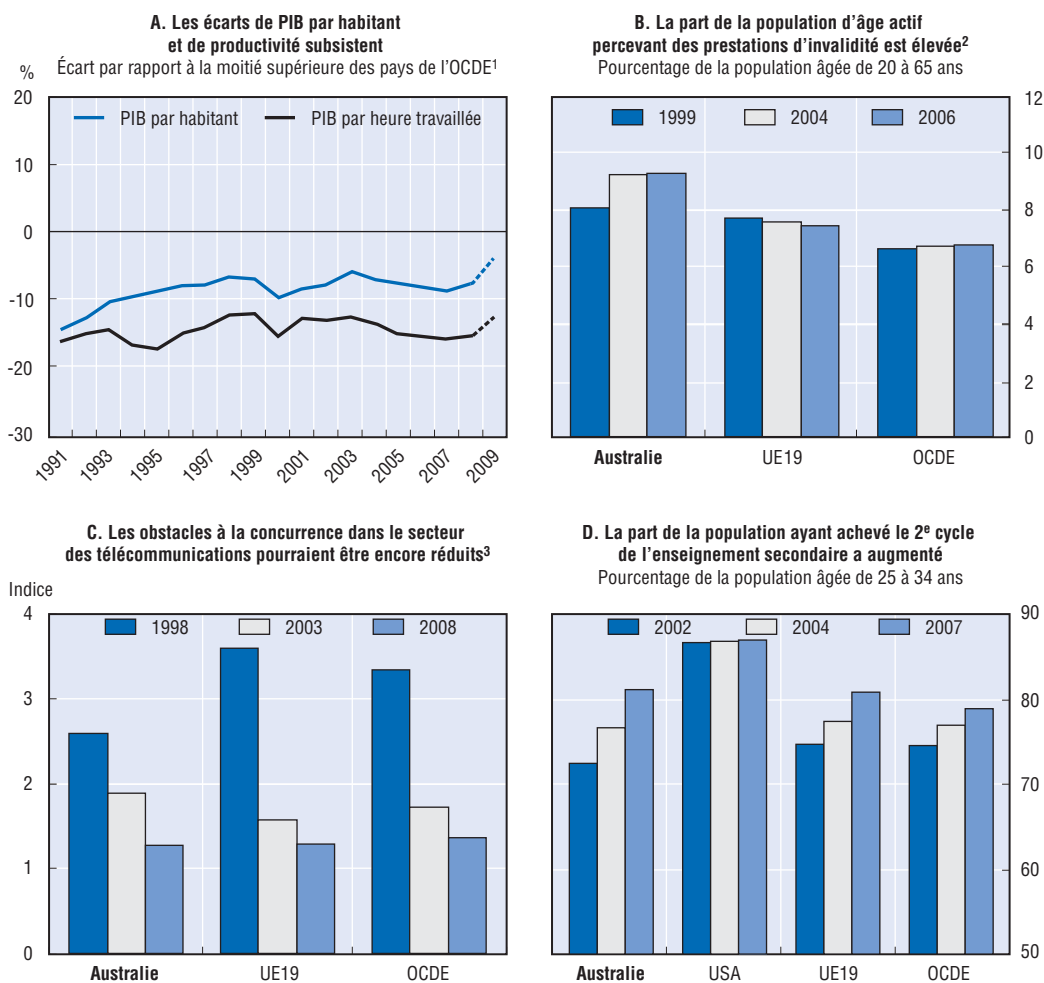 A. Les écarts de PIB par habitant
et de productivité subsistent
Écart par rapport à la moitié supérieure des pays de l'OCDE¹
%
20
10
0
-10
-20
-30
PIB par habitant
PIB par heure travaillée
1991
1993
1995
1997
1999
2001
2003
2005
2007
2009
B. La part de la population d'âge actif
percevant des prestations d'invalidité est élevée²
Pourcentage de la population âgée de 20 à 65 ans
1999
2004
2006
12
10
8
6
4
2
0
Australie
UE19
OCDE
C. Les obstacles à la concurrence dans le secteur
des télécommunications pourraient être encore réduits³
Indice
4
3
2
1
0
1998
2003
2008
Australie
UE19
OCDE
D. La part de la population ayant achevé le 2ᵉ cycle
de l'enseignement secondaire a augmenté
Pourcentage de la population âgée de 25 à 34 ans
2002
2004
2007
90
80
70
60
50
Australie
USA
UE19
OCDE